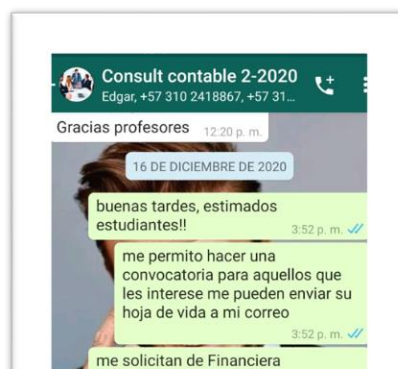 Consult contable 2-2020
Edgar, +57 310 2418867, +57 31...
Gracias profesores 12:20 p. m.
16 DE DICIEMBRE DE 2020
buenas tardes, estimados
estudiantes!!
3:52 p. m.
me permito hacer una
convocatoria para aquellos que
les interese me pueden enviar su
hoja de vida a mi correo
3:52 p. m.
me solicitan de Financiera